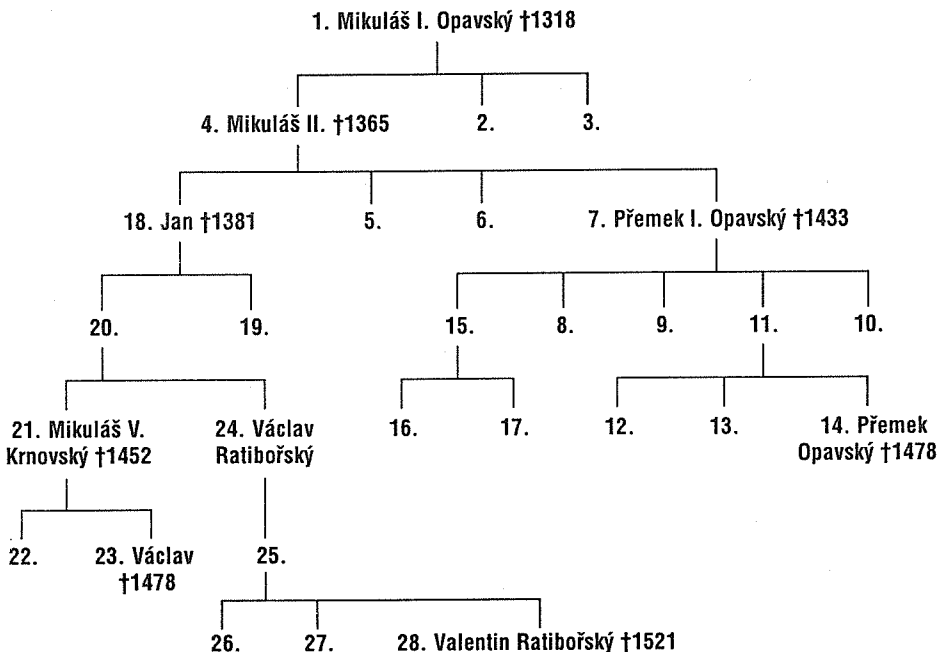 1. Mikuláš I. Opavský †1318
4. Mikuláš II. †1365 2. 3.
18. Jan †1381 5. 6. 7. Přemek I. Opavský †1433
20. 19. 15. 8. 9. 11. 10.
21. Mikuláš V. 24. Václav 16. 17. 12. 13. 14. Přemek
Krnovský †1452 Ratibořský Opavský †1478
22. 23. Václav 25.
†1478
26. 27. 28. Valentin Ratibořský †1521